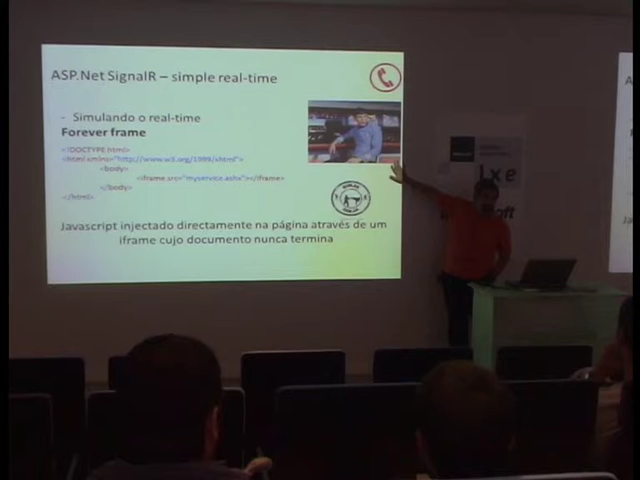 ASP.Net SignalR – simple real-time
- Simulando o real-time
Forever frame
<!DOCTYPE html>
<html xmlns="http://www.w3.org/1999/xhtml">
<body>
<iframe src="myservice.ashx"></iframe>
</body>
</html>
Javascript injectado directamente na página através de um
iframe cujo documento nunca termina